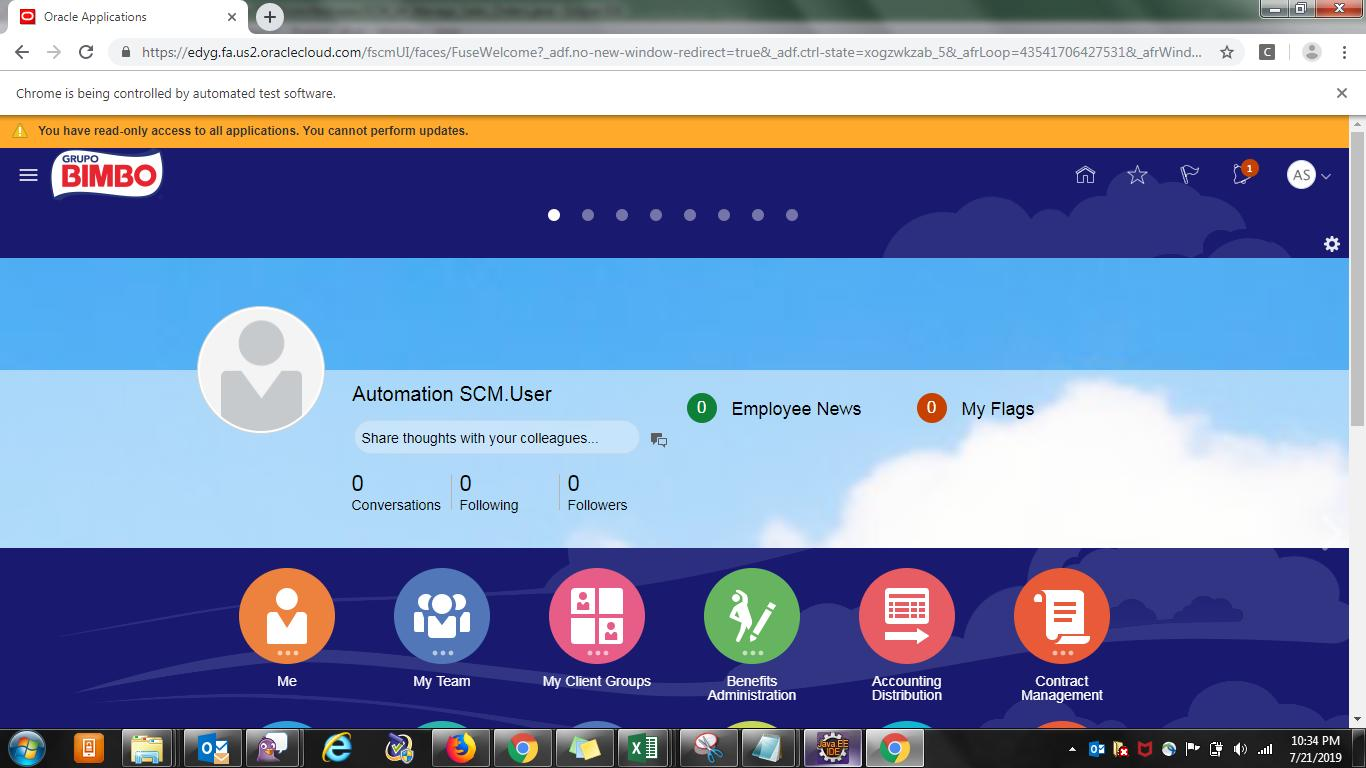 Oracle Applications
https://edyg.fa.us2.oraclecloud.com/fscmUI/faces/FuseWelcome?_adf.no-new-window-redirect=true&_adf.ctrl-state=xogzwkzab_5&_afrLoop=43541706427531&_afrWind...
C
Chrome is being controlled by automated test software.
You have read-only access to all applications. You cannot perform updates.
GRUPO
BIMBO
1
AS
Automation SCM.User
0 Employee News
0 My Flags
Share thoughts with your colleagues...
0 0 0
Conversations Following Followers
Me
My Team
My Client Groups
Benefits
Administration
Accounting
Distribution
Contract
Management
Java EE
IDE
10:34 PM
7/21/2019